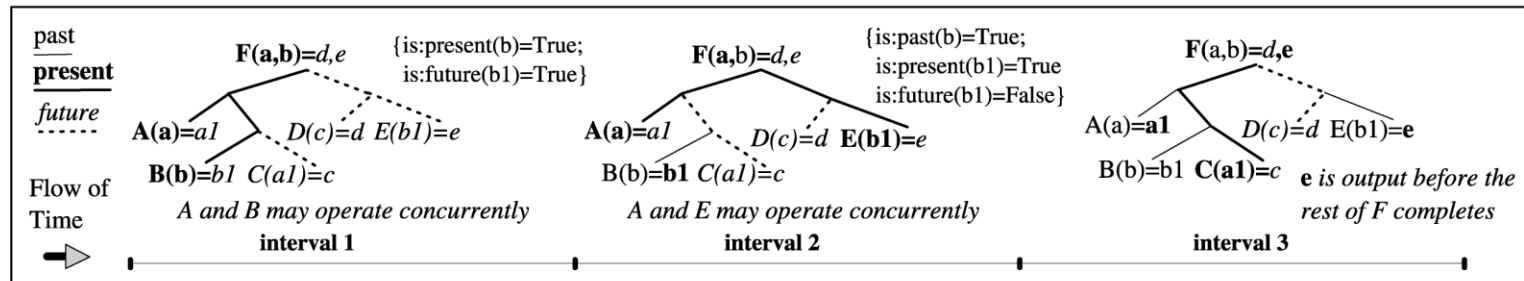 past
present
future
Flow of
Time
F(a,b)=d,e
{is:present(b)=True;
is:future(b1)=True}
A(a)=a1
D(c)=d E(b1)=e
B(b)=b1 C(a1)=c
A and B may operate concurrently
interval 1
F(a,b)=d,e
{is:past(b)=True;
is:present(b1)=True
is:future(b1)=False}
A(a)=a1
D(c)=d E(b1)=e
B(b)=b1 C(a1)=c
A and E may operate concurrently
interval 2
F(a,b)=d,e
A(a)=a1
D(c)=d E(b1)=e
B(b)=b1 C(a1)=c
e is output before the
rest of F completes
interval 3